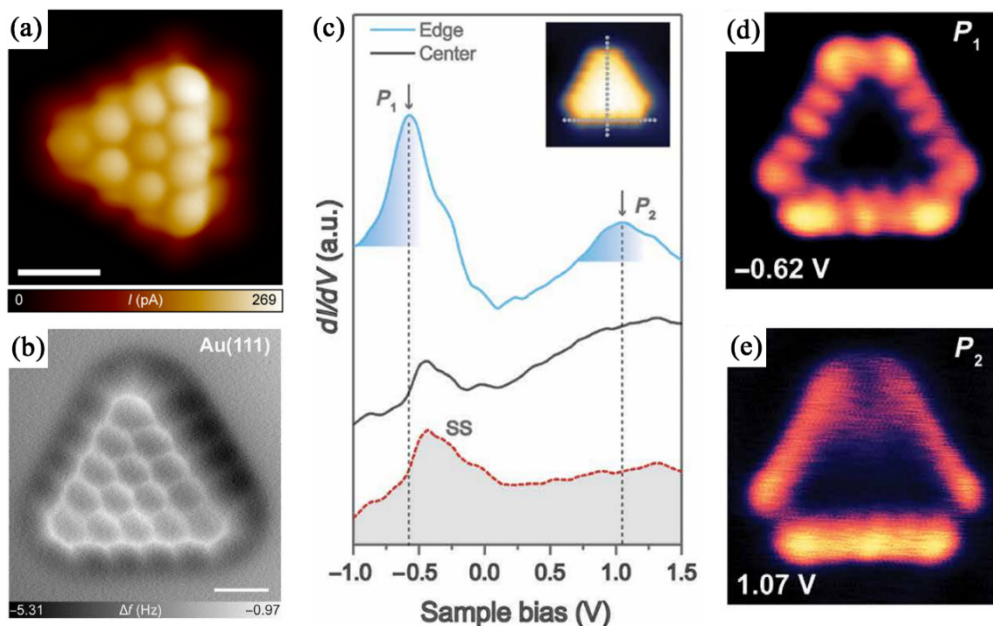 (a)
0 I (pA) 269
(b)
Au(111)
−5.31 Δf (Hz) −0.97
(c)
Edge
Center
P1
P2
SS
dI/dV (a.u.)
−1.0 −0.5 0.0 0.5 1.0 1.5
Sample bias (V)
(d)
P1
−0.62 V
(e)
P2
1.07 V